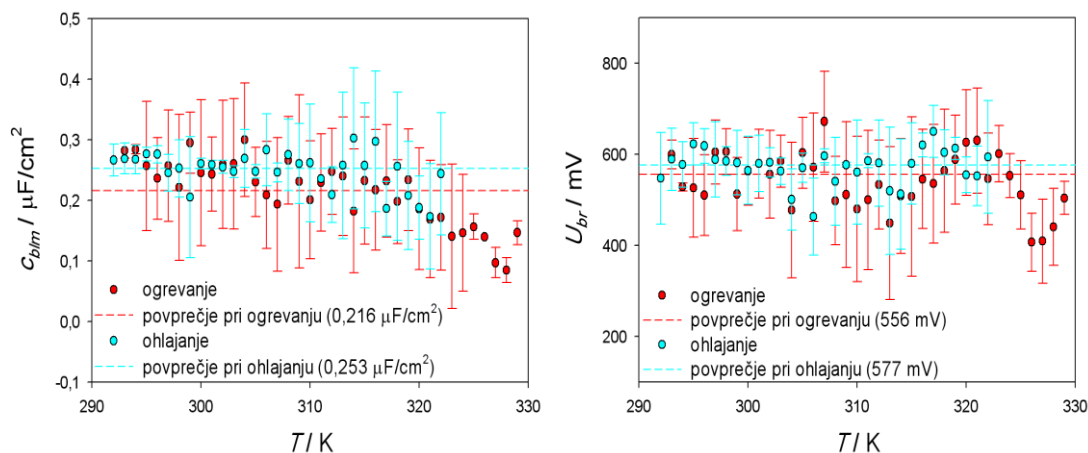 0,5
0,4
0,3
0,2
0,1
0,0
-0,1
c_blm / µF/cm²
ogrevanje
povprečje pri ogrevanju (0,216 µF/cm²)
ohlajanje
povprečje pri ohlajanju (0,253 µF/cm²)
290 300 310 320 330
T / K
800
600
400
200
U_br / mV
ogrevanje
povprečje pri ogrevanju (556 mV)
ohlajanje
povprečje pri ohlajanju (577 mV)
290 300 310 320 330
T / K